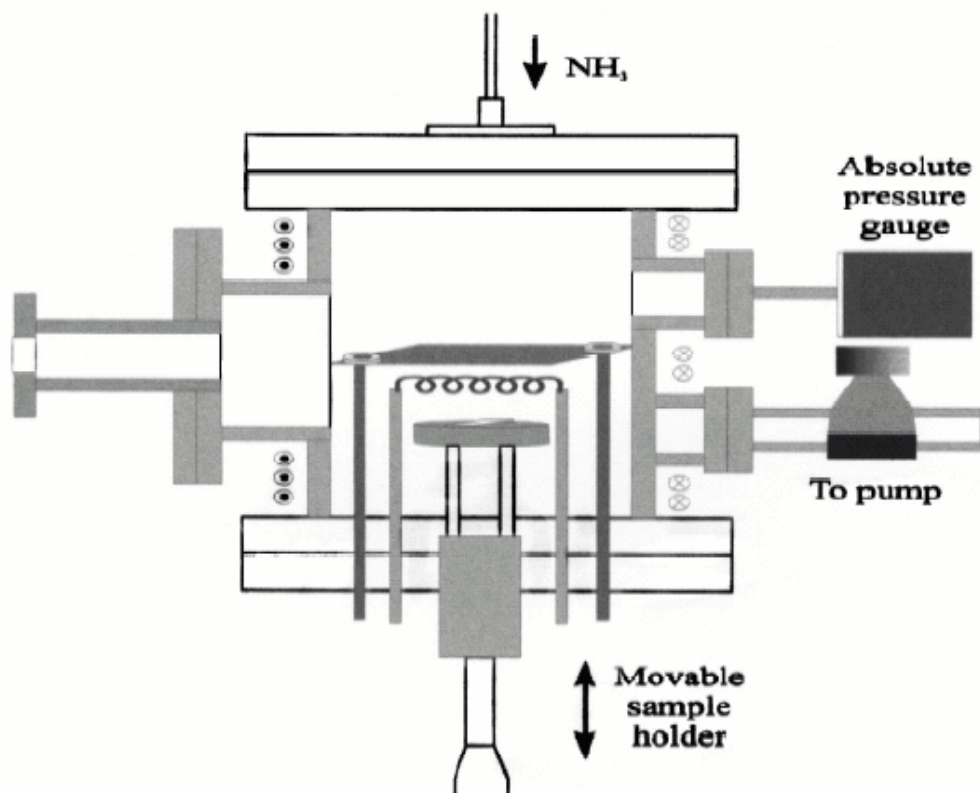 NH₃
Absolute
pressure
gauge
To pump
Movable
sample
holder